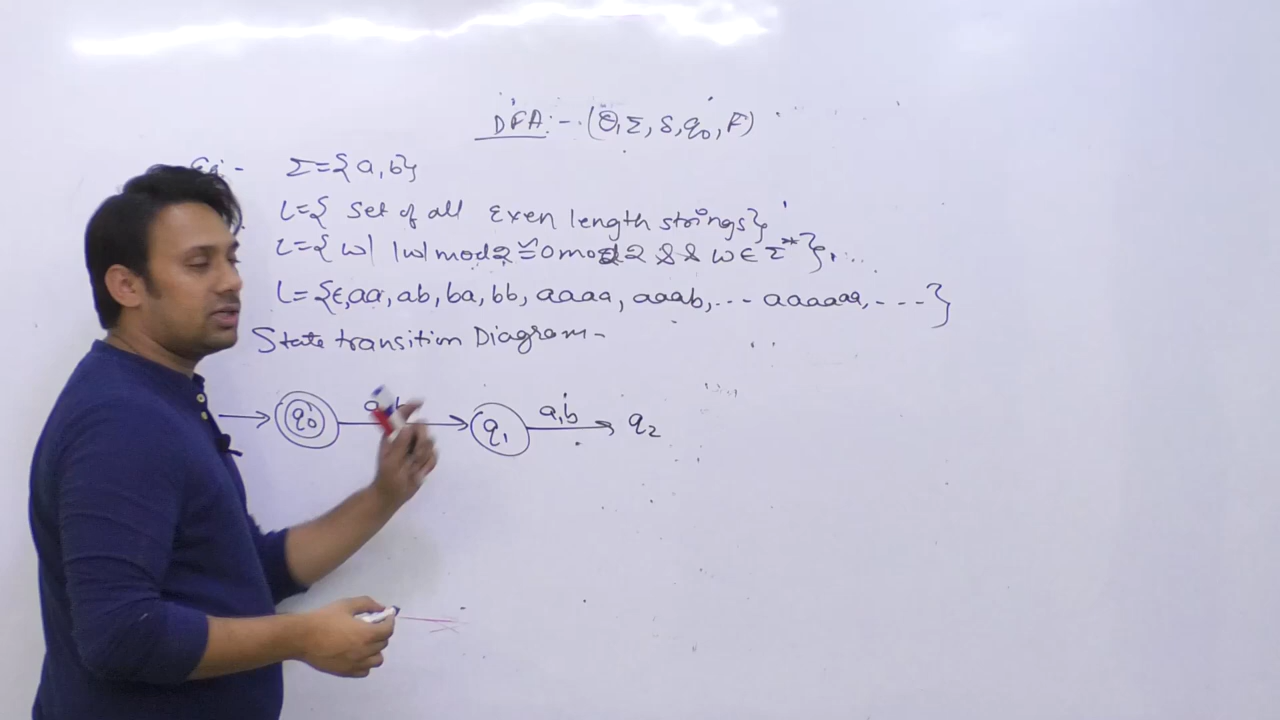 DFA:- (Q, Σ, δ, q₀, F)
Eg:- Σ={a,b}
L={ Set of all Even length strings}
L={ w/ |w| mod 2 ≅ 0 mod 2 && w ∈ Σ** }, ...
L={ϵ,aa,ab,ba,bb,aaaa,aaab,... aaaaaa,---}
State transition Diagram-
q₀ a,b q₁ a,b q₂